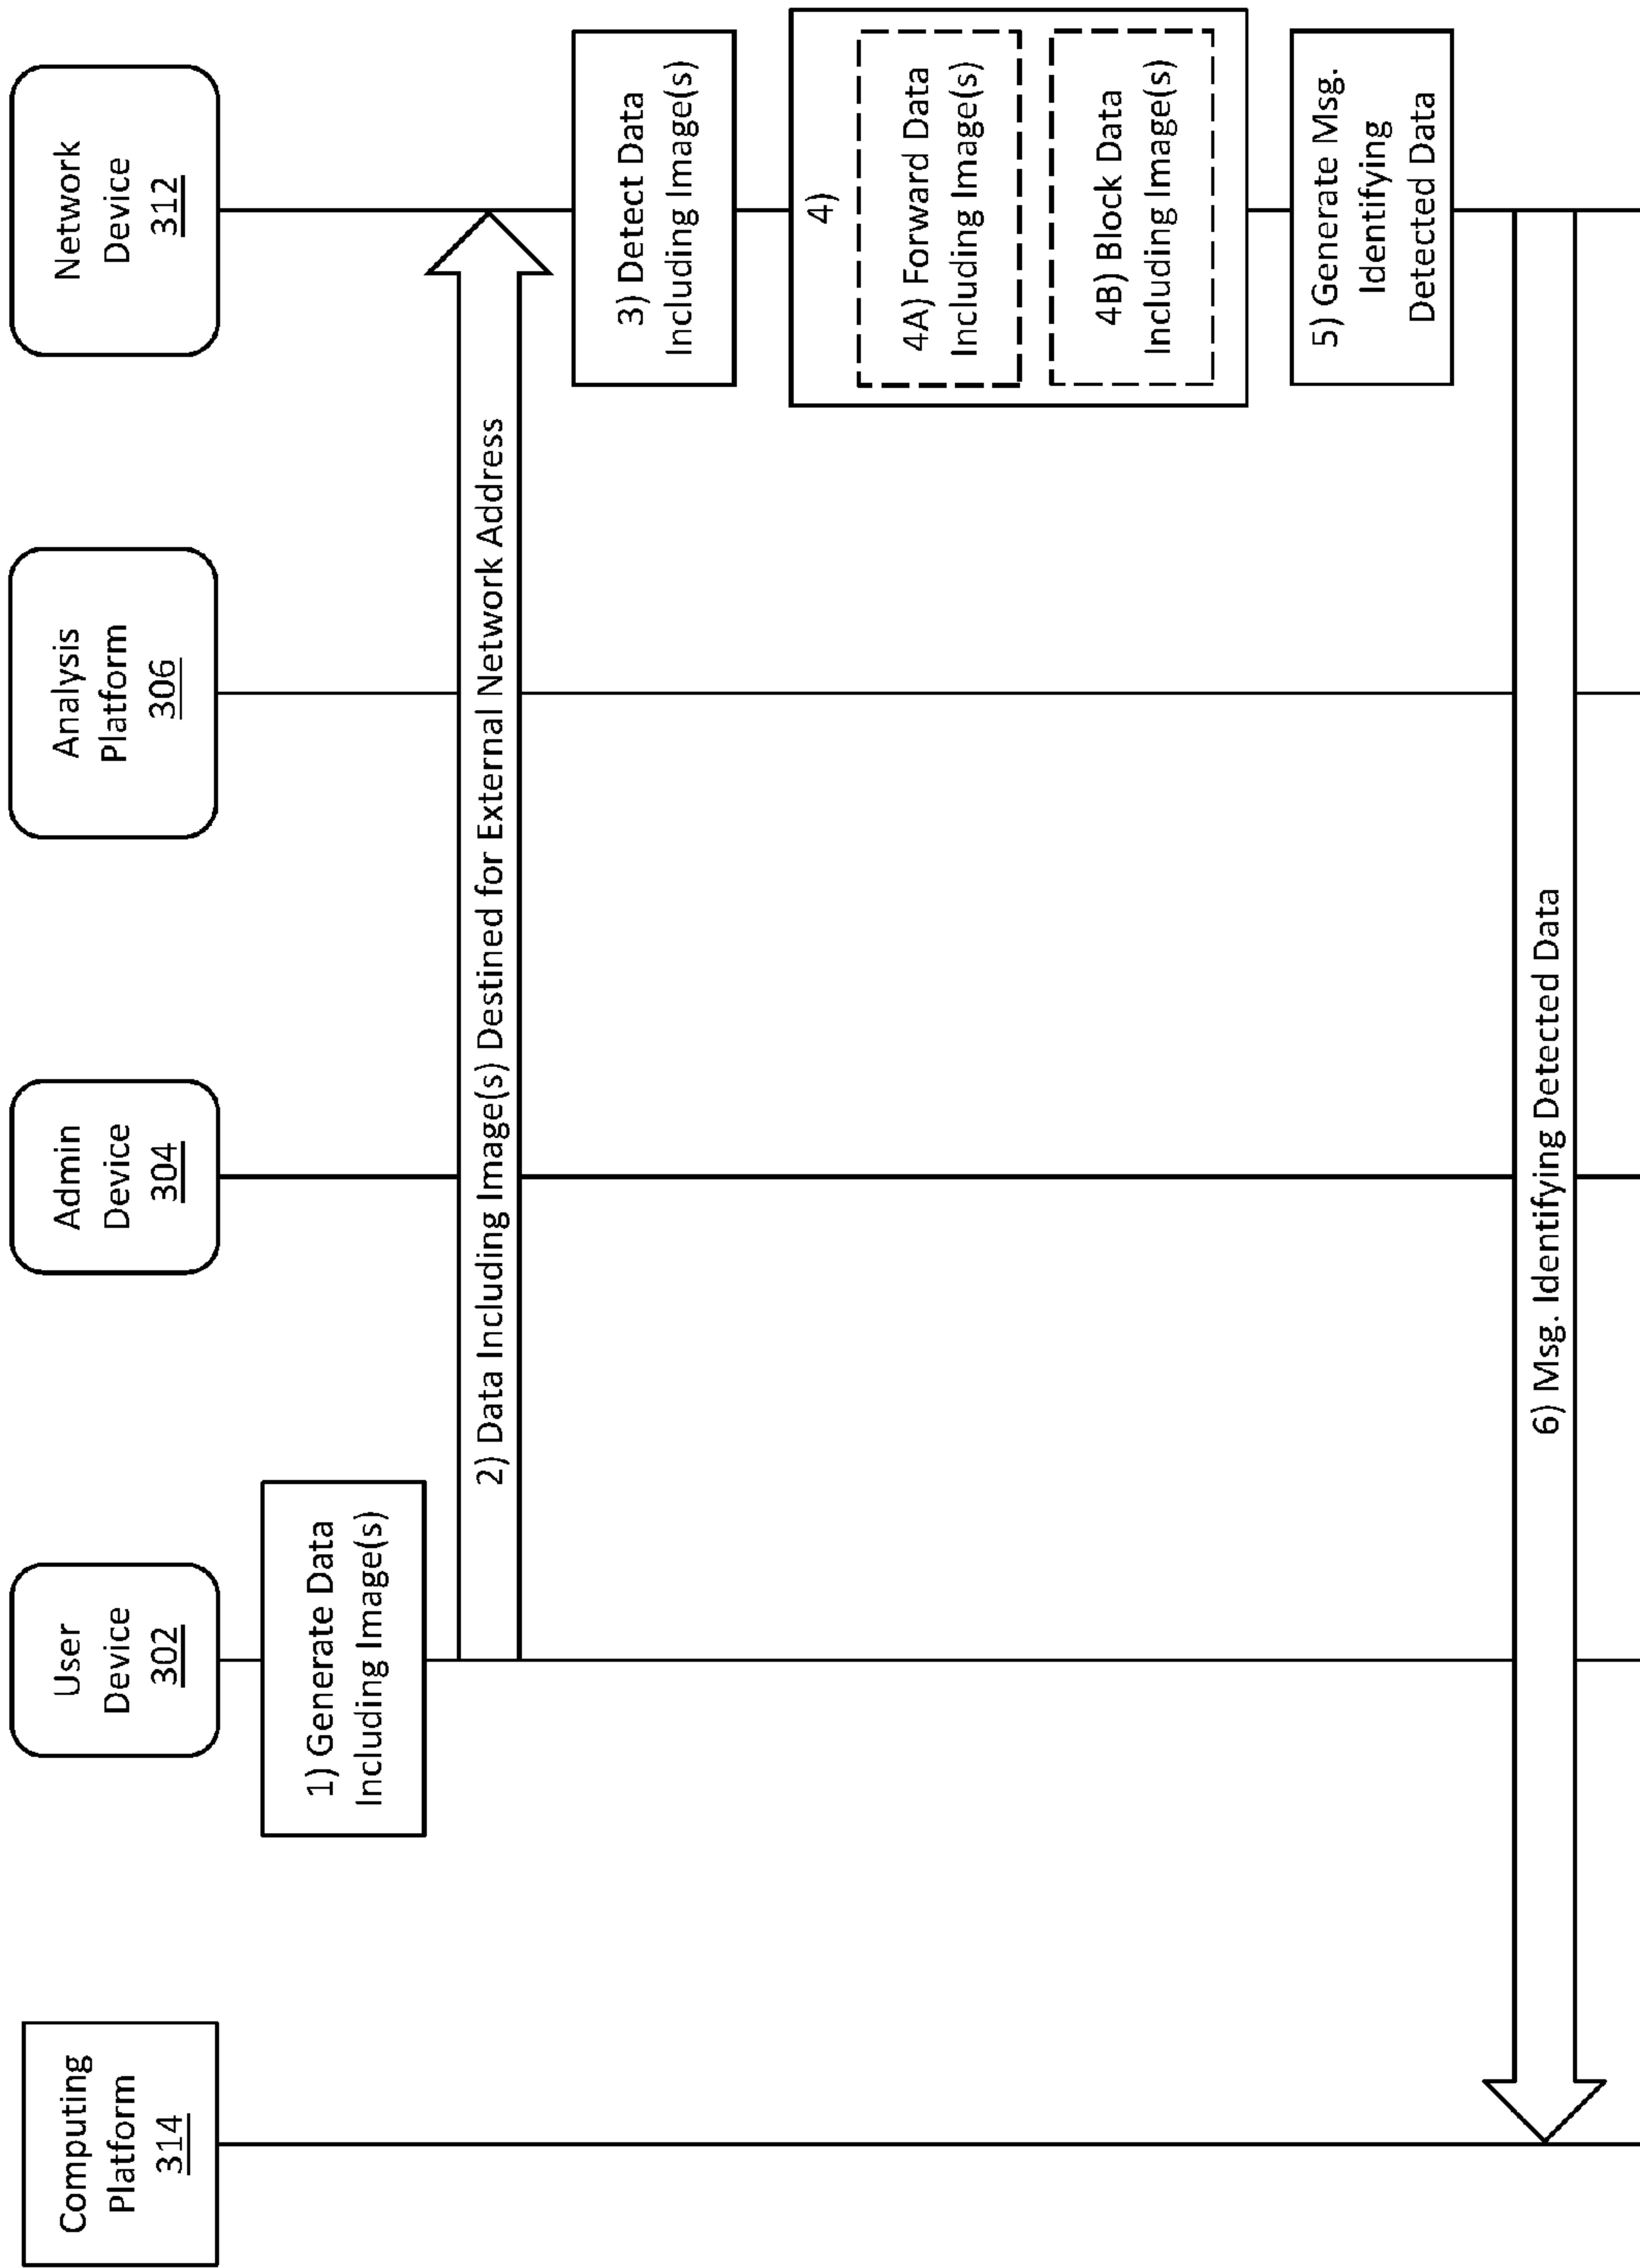 Computing
Platform
314
User
Device
302
Admin
Device
304
Analysis
Platform
306
Network
Device
312
1) Generate Data
Including Image(s)
2) Data Including Image(s) Destined for External Network Address
3) Detect Data
Including Image(s)
4)
4A) Forward Data
Including Image(s)
4B) Block Data
Including Image(s)
5) Generate Msg.
Identifying
Detected Data
6) Msg. Identifying Detected Data